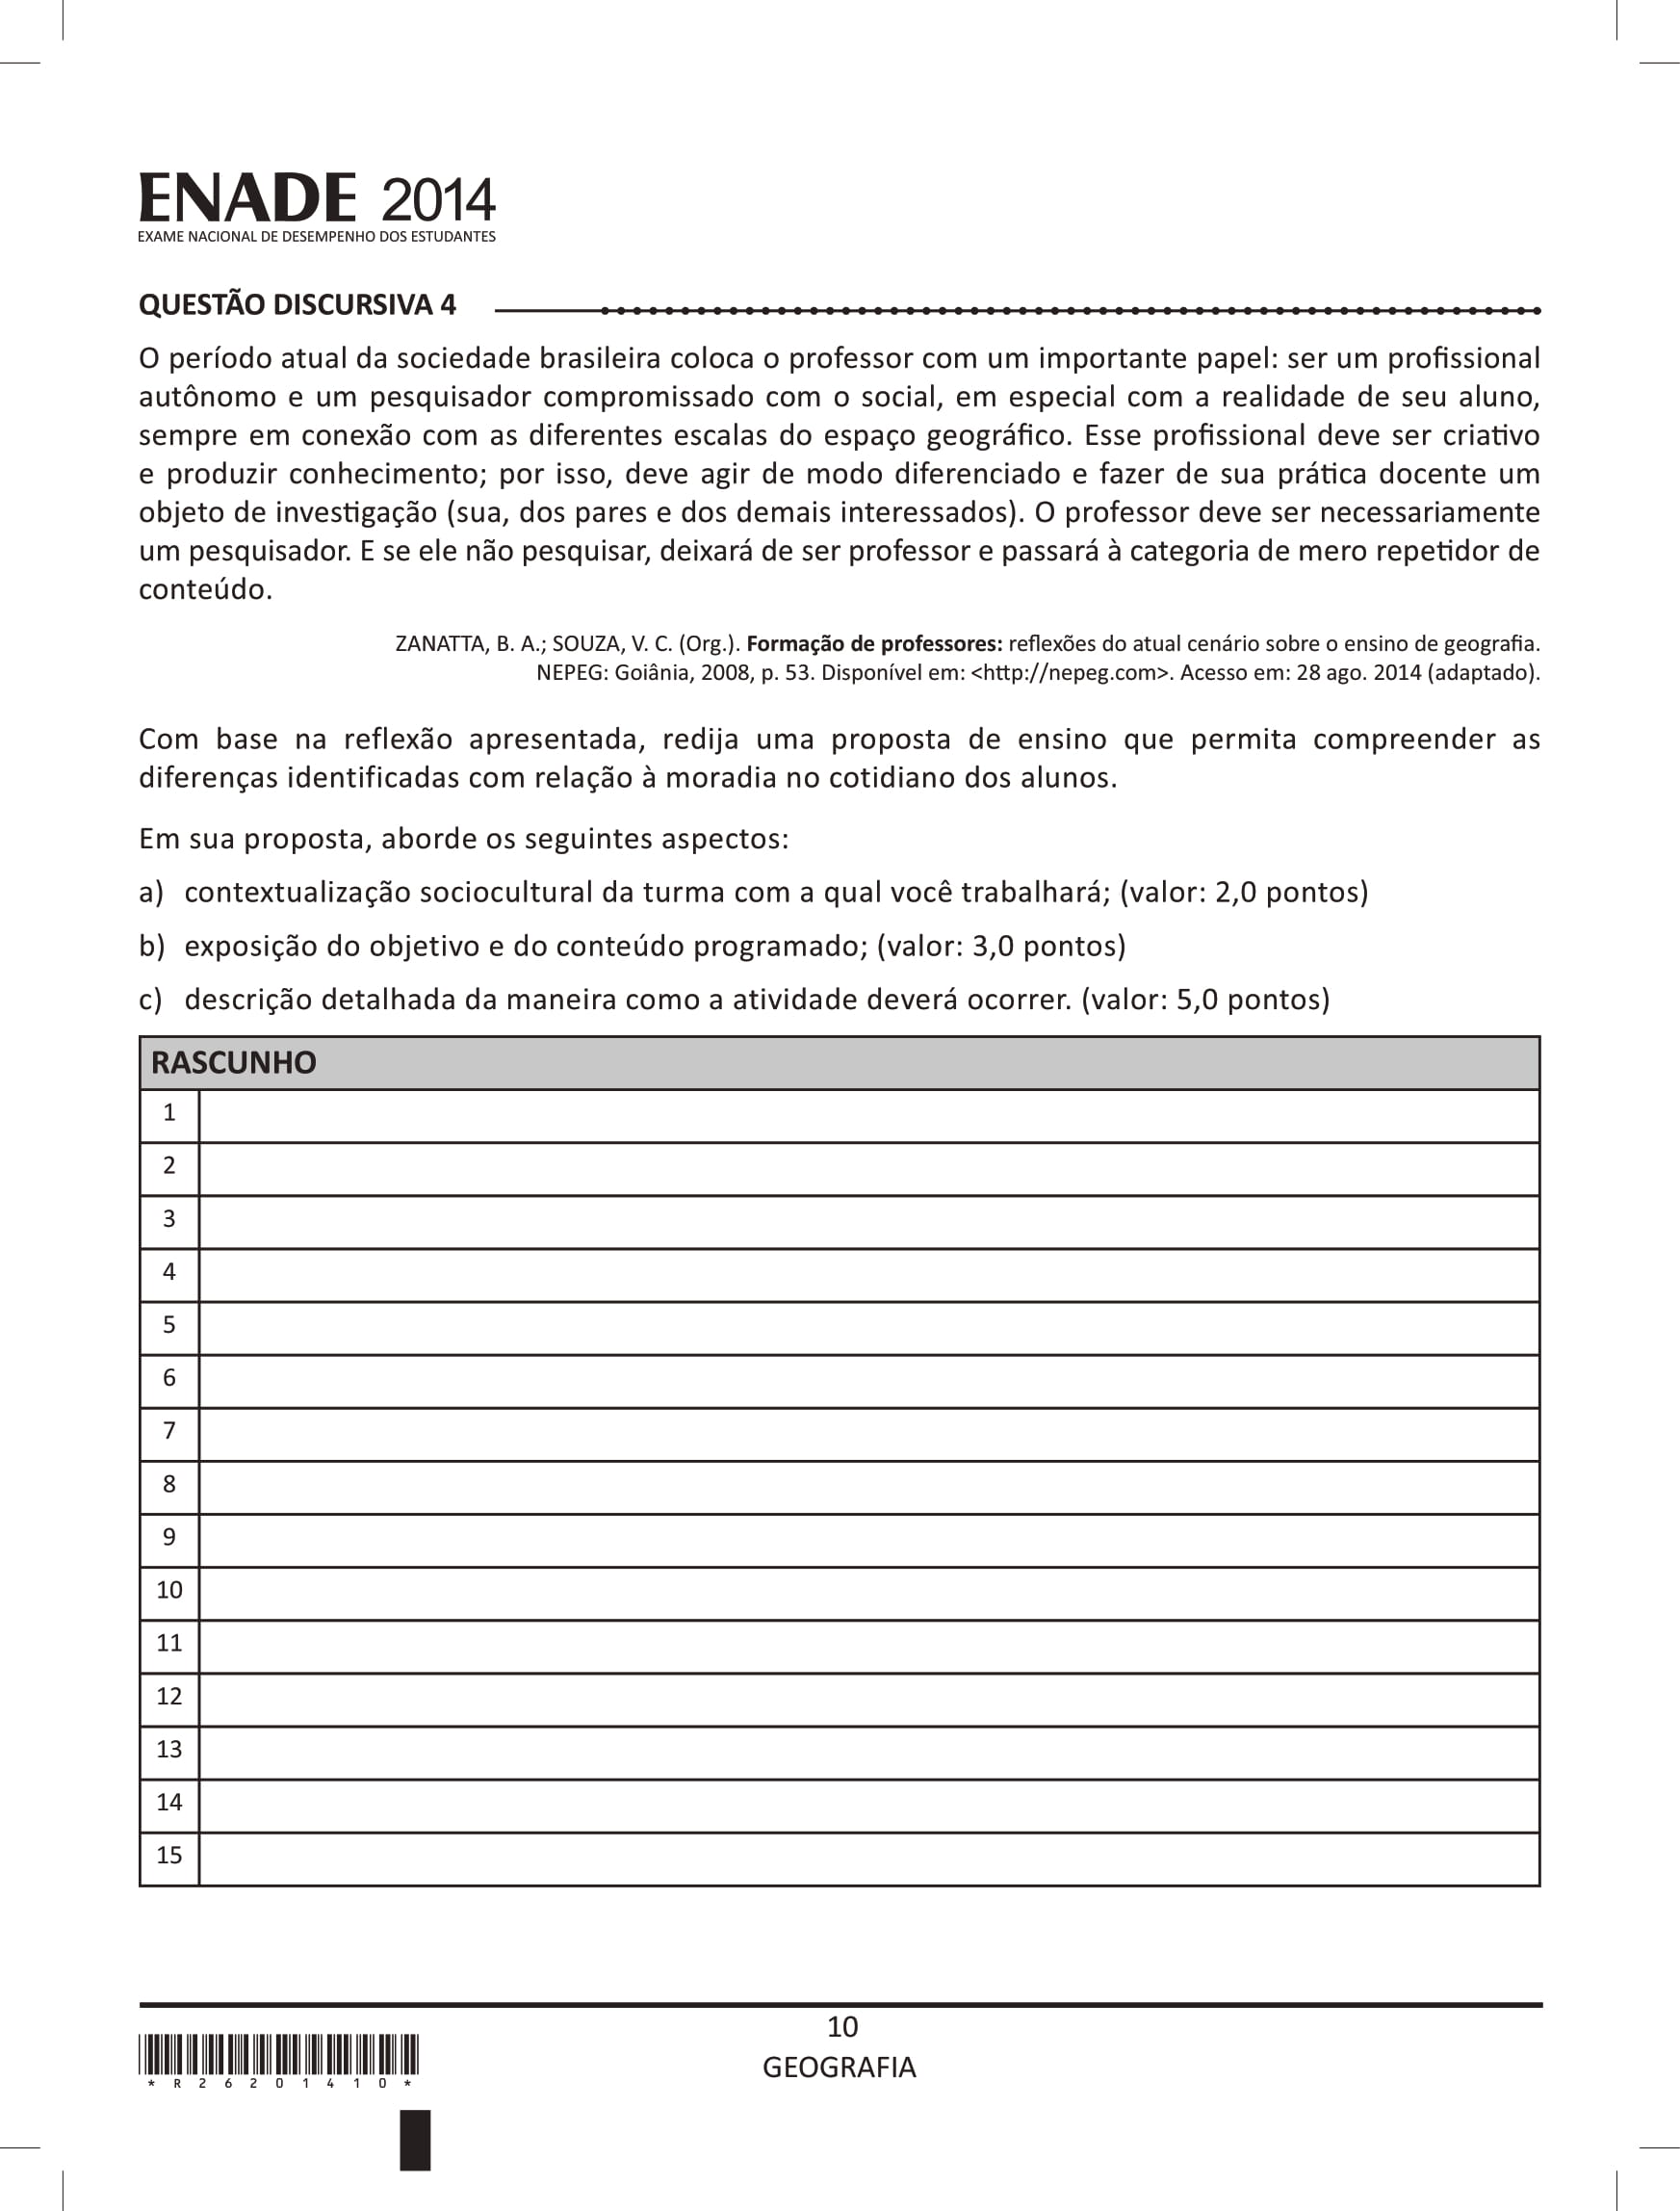 ENADE 2014
EXAME NACIONAL DE DESEMPENHO DOS ESTUDANTES
QUESTÃO DISCURSIVA 4
O período atual da sociedade brasileira coloca o professor com um importante papel: ser um profissional
autônomo e um pesquisador compromissado com o social, em especial com a realidade de seu aluno,
sempre em conexão com as diferentes escalas do espaço geográfico. Esse profissional deve ser criativo
e produzir conhecimento; por isso, deve agir de modo diferenciado e fazer de sua prática docente um
objeto de investigação (sua, dos pares e dos demais interessados). O professor deve ser necessariamente
um pesquisador. E se ele não pesquisar, deixará de ser professor e passará à categoria de mero repetidor de
conteúdo.
ZANATTA, B. A.; SOUZA, V. C. (Org.). Formação de professores: reflexões do atual cenário sobre o ensino de geografia.
NEPEG: Goiânia, 2008, p. 53. Disponível em: <http://nepeg.com>. Acesso em: 28 ago. 2014 (adaptado).
Com base na reflexão apresentada, redija uma proposta de ensino que permita compreender as
diferenças identificadas com relação à moradia no cotidiano dos alunos.
Em sua proposta, aborde os seguintes aspectos:
a) contextualização sociocultural da turma com a qual você trabalhará; (valor: 2,0 pontos)
b) exposição do objetivo e do conteúdo programado; (valor: 3,0 pontos)
c) descrição detalhada da maneira como a atividade deverá ocorrer. (valor: 5,0 pontos)
RASCUNHO
1
2
3
4
5
6
7
8
9
10
11
12
13
14
15
10
GEOGRAFIA
*R26201410*